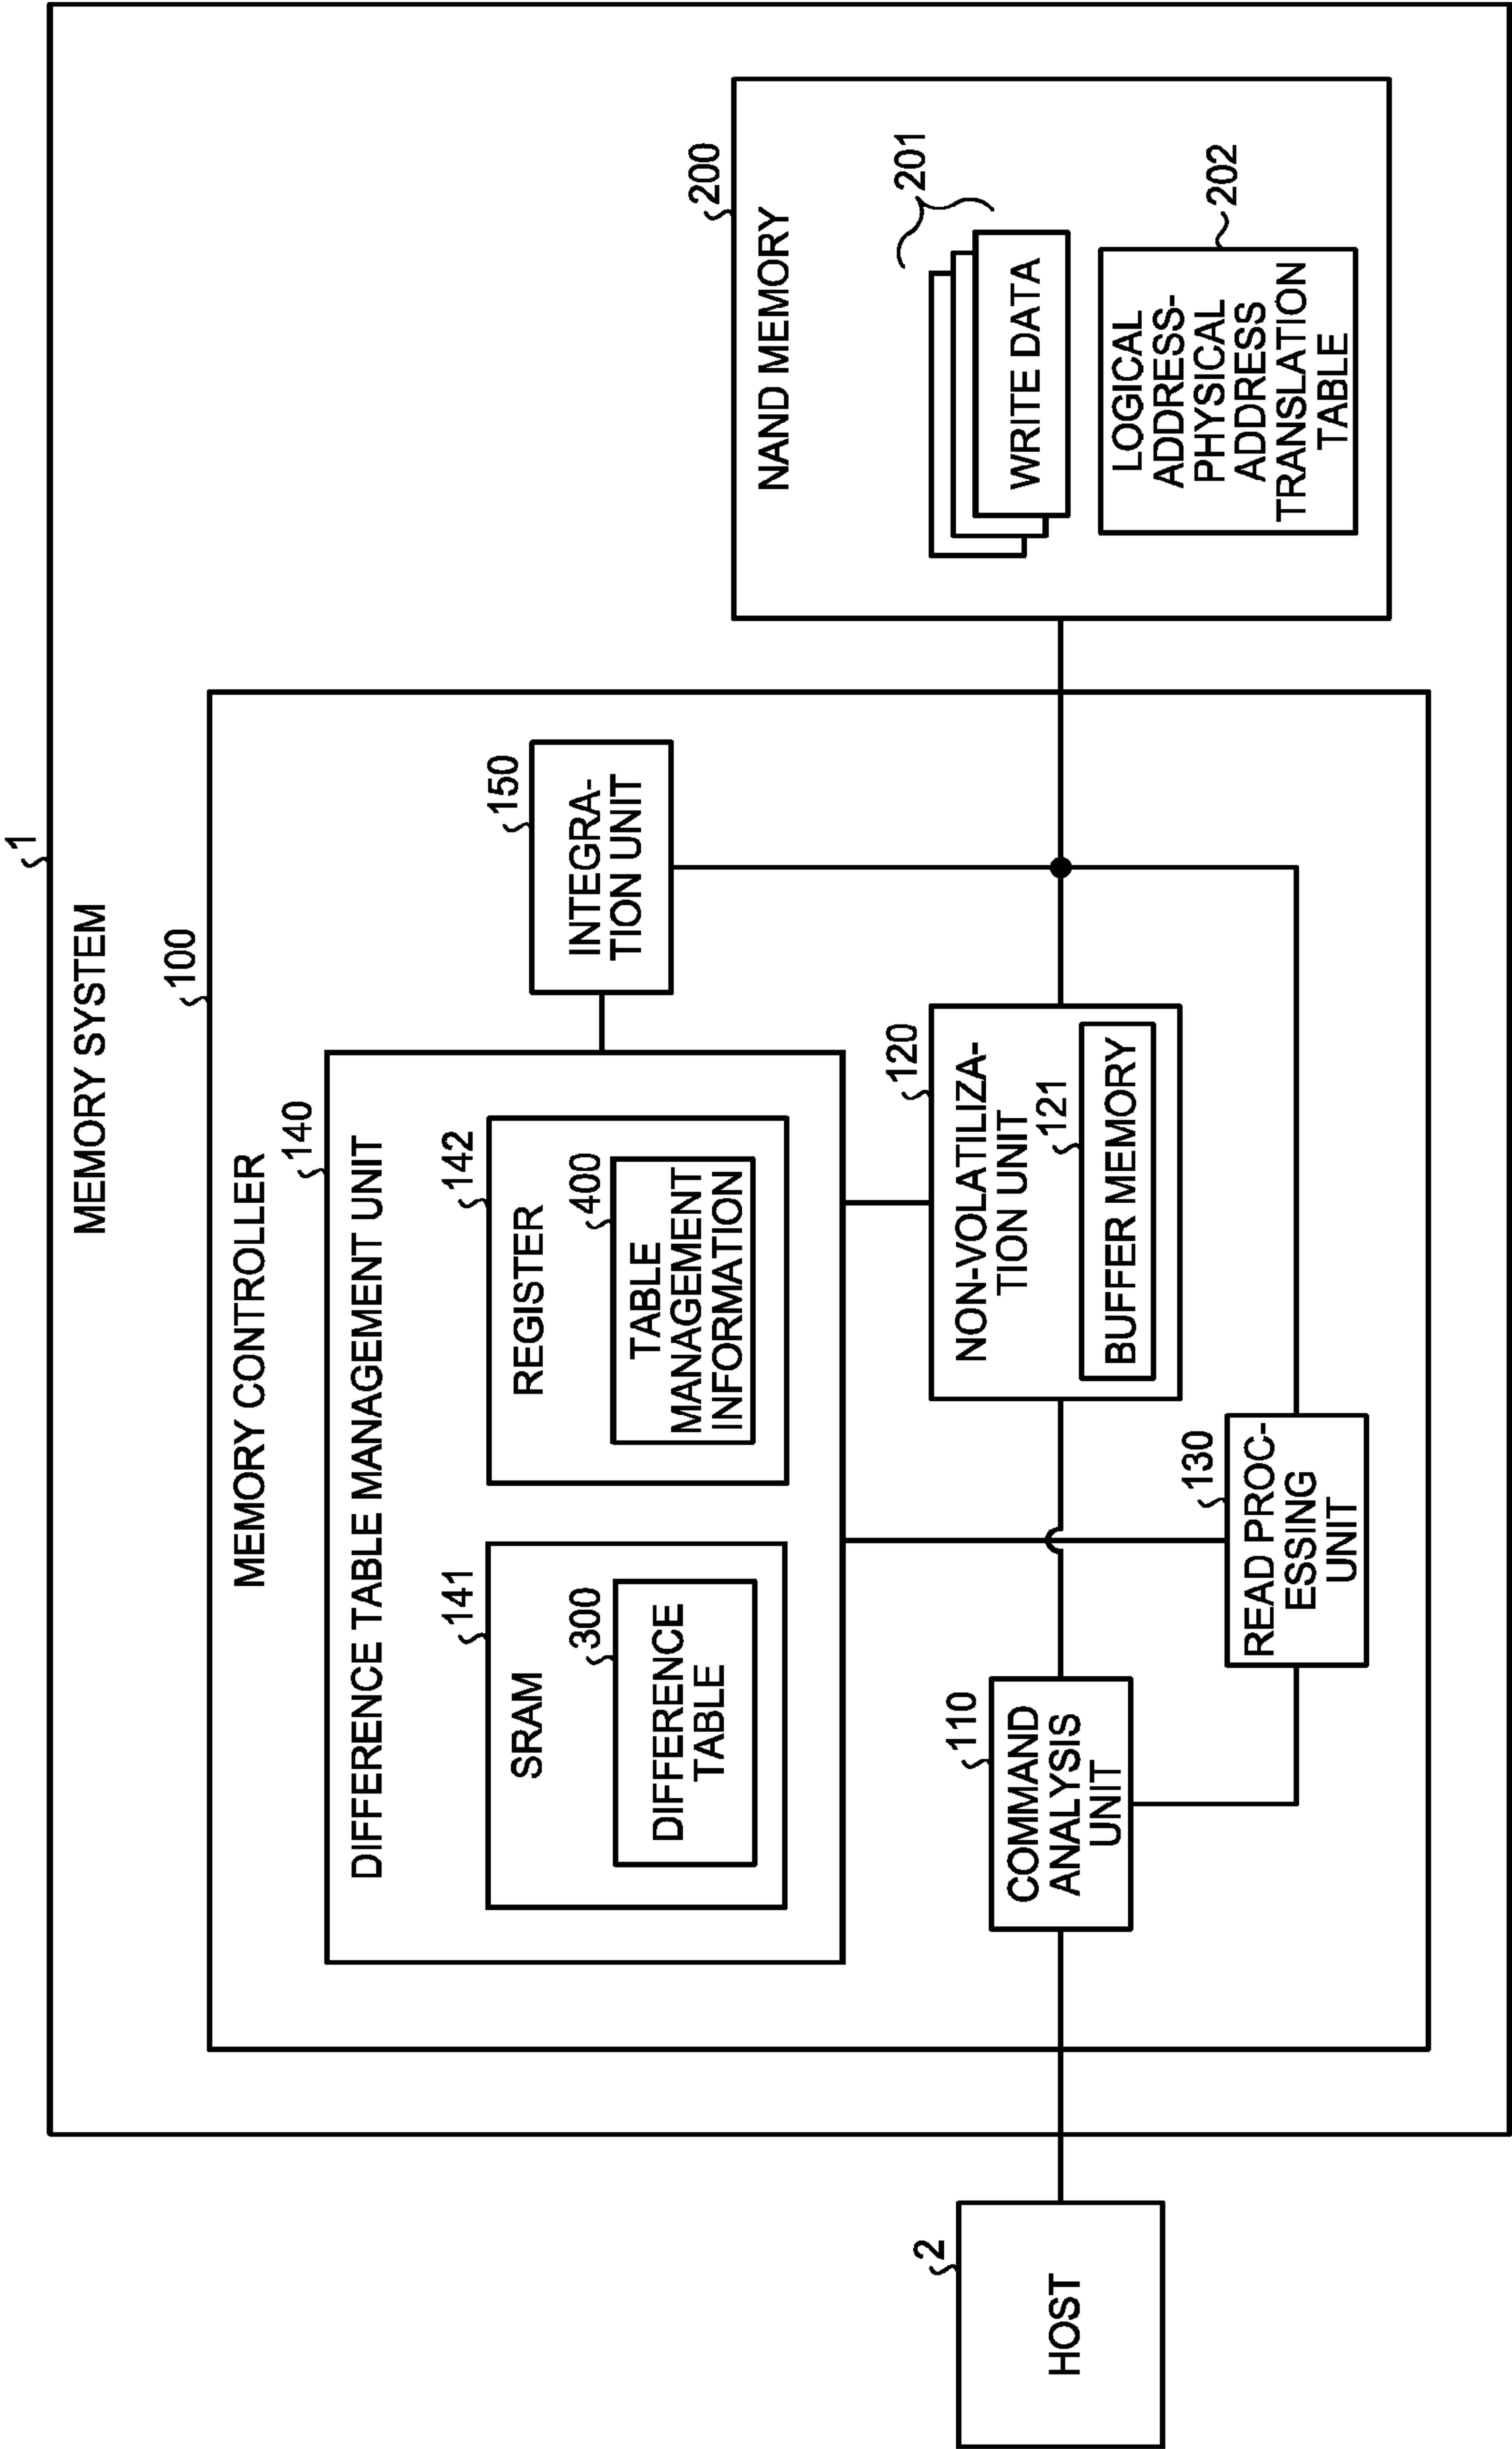 1
MEMORY SYSTEM
100
MEMORY CONTROLLER
140
DIFFERENCE TABLE MANAGEMENT UNIT
141
SRAM
300
DIFFERENCE
TABLE
142
REGISTER
400
TABLE
MANAGEMENT
INFORMATION
150
INTEGRA-
TION UNIT
200
NAND MEMORY
201
WRITE DATA
202
LOGICAL
ADDRESS-
PHYSICAL
ADDRESS
TRANSLATION
TABLE
2
HOST
110
COMMAND
ANALYSIS
UNIT
120
NON-VOLATILIZA-
TION UNIT
121
BUFFER MEMORY
130
READ PROC-
ESSING
UNIT